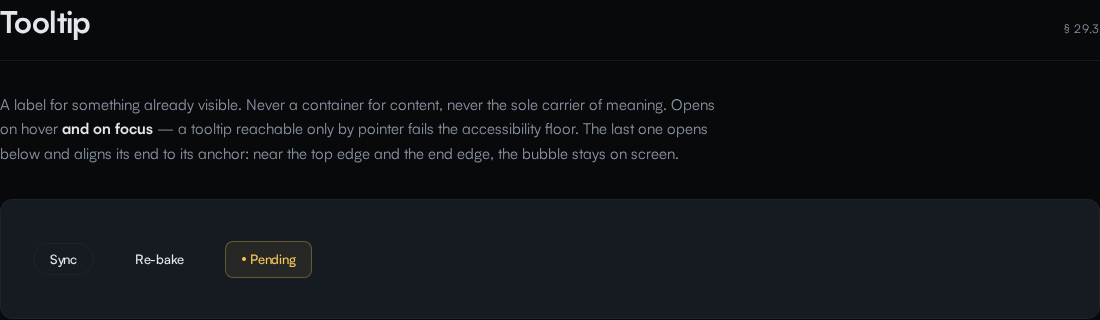 Tooltip
§ 29.3
A label for something already visible. Never a container for content, never the sole carrier of meaning. Opens
on hover and on focus — a tooltip reachable only by pointer fails the accessibility floor. The last one opens
below and aligns its end to its anchor: near the top edge and the end edge, the bubble stays on screen.
Sync
Re-bake
• Pending